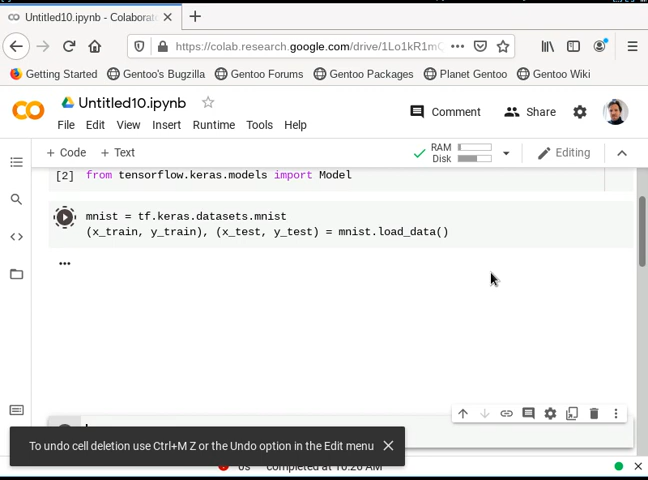 Untitled10.ipynb - Colaborat
https://colab.research.google.com/drive/1Lo1kR1m
Getting Started
Gentoo's Bugzilla
Gentoo Forums
Gentoo Packages
Planet Gentoo
Gentoo Wiki
Untitled10.ipynb
Comment
Share
File Edit View Insert Runtime Tools Help
+ Code + Text
RAM
Disk
Editing
[2] from tensorflow.keras.models import Model
mnist = tf.keras.datasets.mnist
(x_train, y_train), (x_test, y_test) = mnist.load_data()
To undo cell deletion use Ctrl+M Z or the Undo option in the Edit menu
0s completed at 10:20 AM